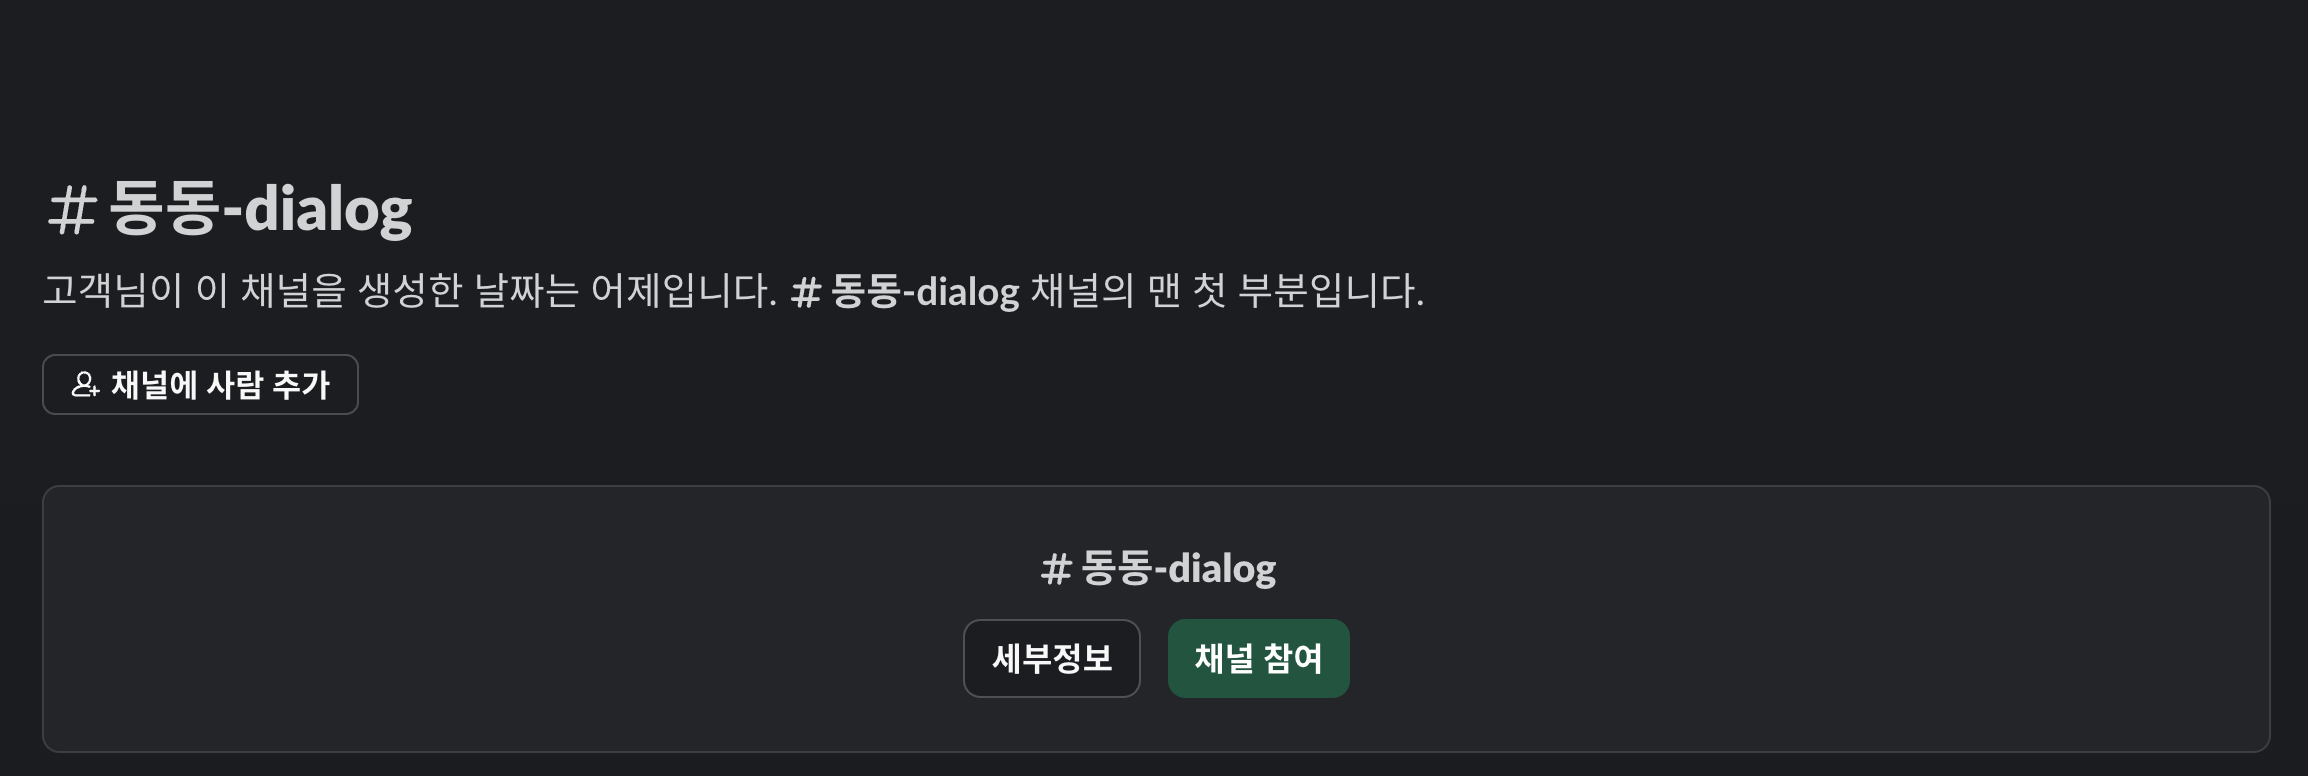 # 동동-dialog
고객님이 이 채널을 생성한 날짜는 어제입니다. # 동동-dialog 채널의 맨 첫 부분입니다.
채널에 사람 추가
# 동동-dialog
세부정보 채널 참여